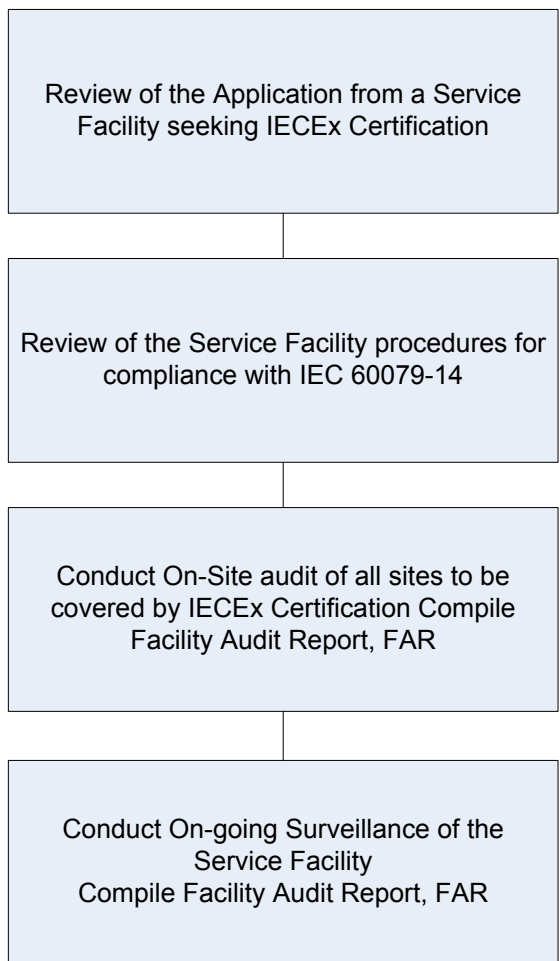 Review of the Application from a Service
Facility seeking IECEx Certification
Review of the Service Facility procedures for
compliance with IEC 60079-14
Conduct On-Site audit of all sites to be
covered by IECEx Certification Compile
Facility Audit Report, FAR
Conduct On-going Surveillance of the
Service Facility
Compile Facility Audit Report, FAR